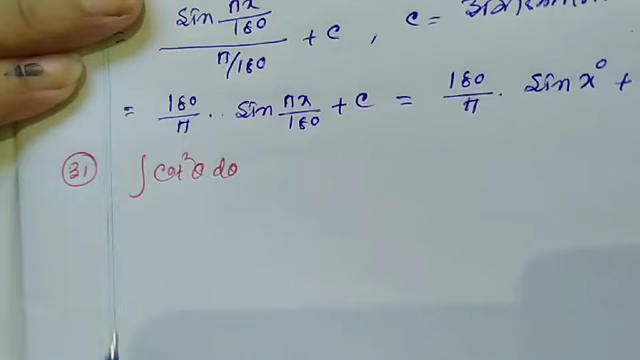 = sin πx/180 / π/180 + c , c =
= 180/π . sin πx/180 + c = 180/π . sin x° +
31 ∫ cot²θ dθ